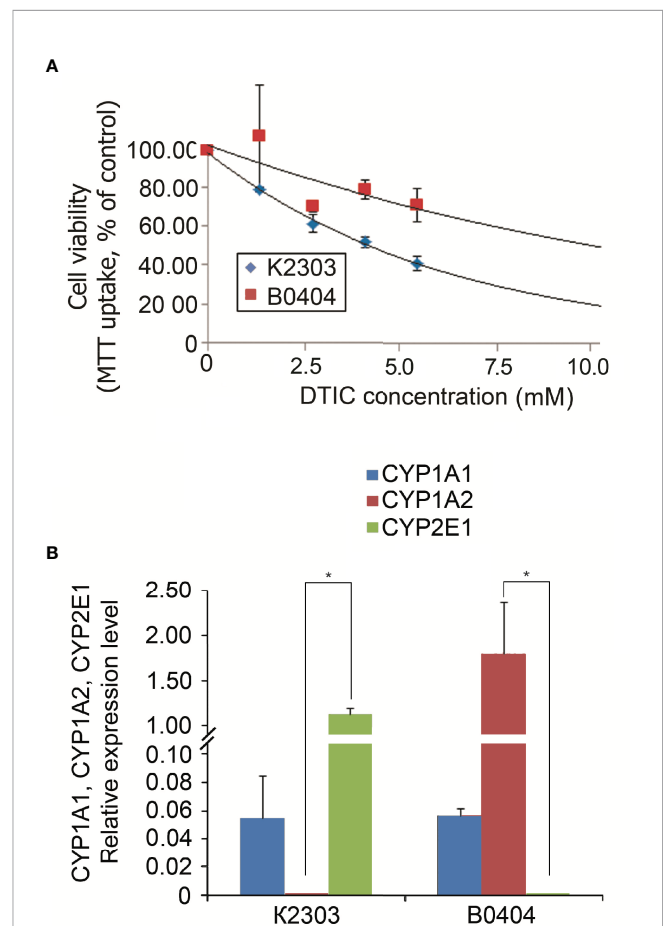 A
Cell viability
(MTT uptake, % of control)
100.00
80.00
60.00
40.00
20 00
0
K2303
B0404
0 2.5 5.0 7.5 10.0
DTIC concentration (mM)
CYP1A1
CYP1A2
CYP2E1
B
CYP1A1, CYP1A2, CYP2E1
Relative expression level
2.50
2.00
1.50
1.00
0.10
0.08
0.06
0.04
0.02
0
*
*
K2303 B0404